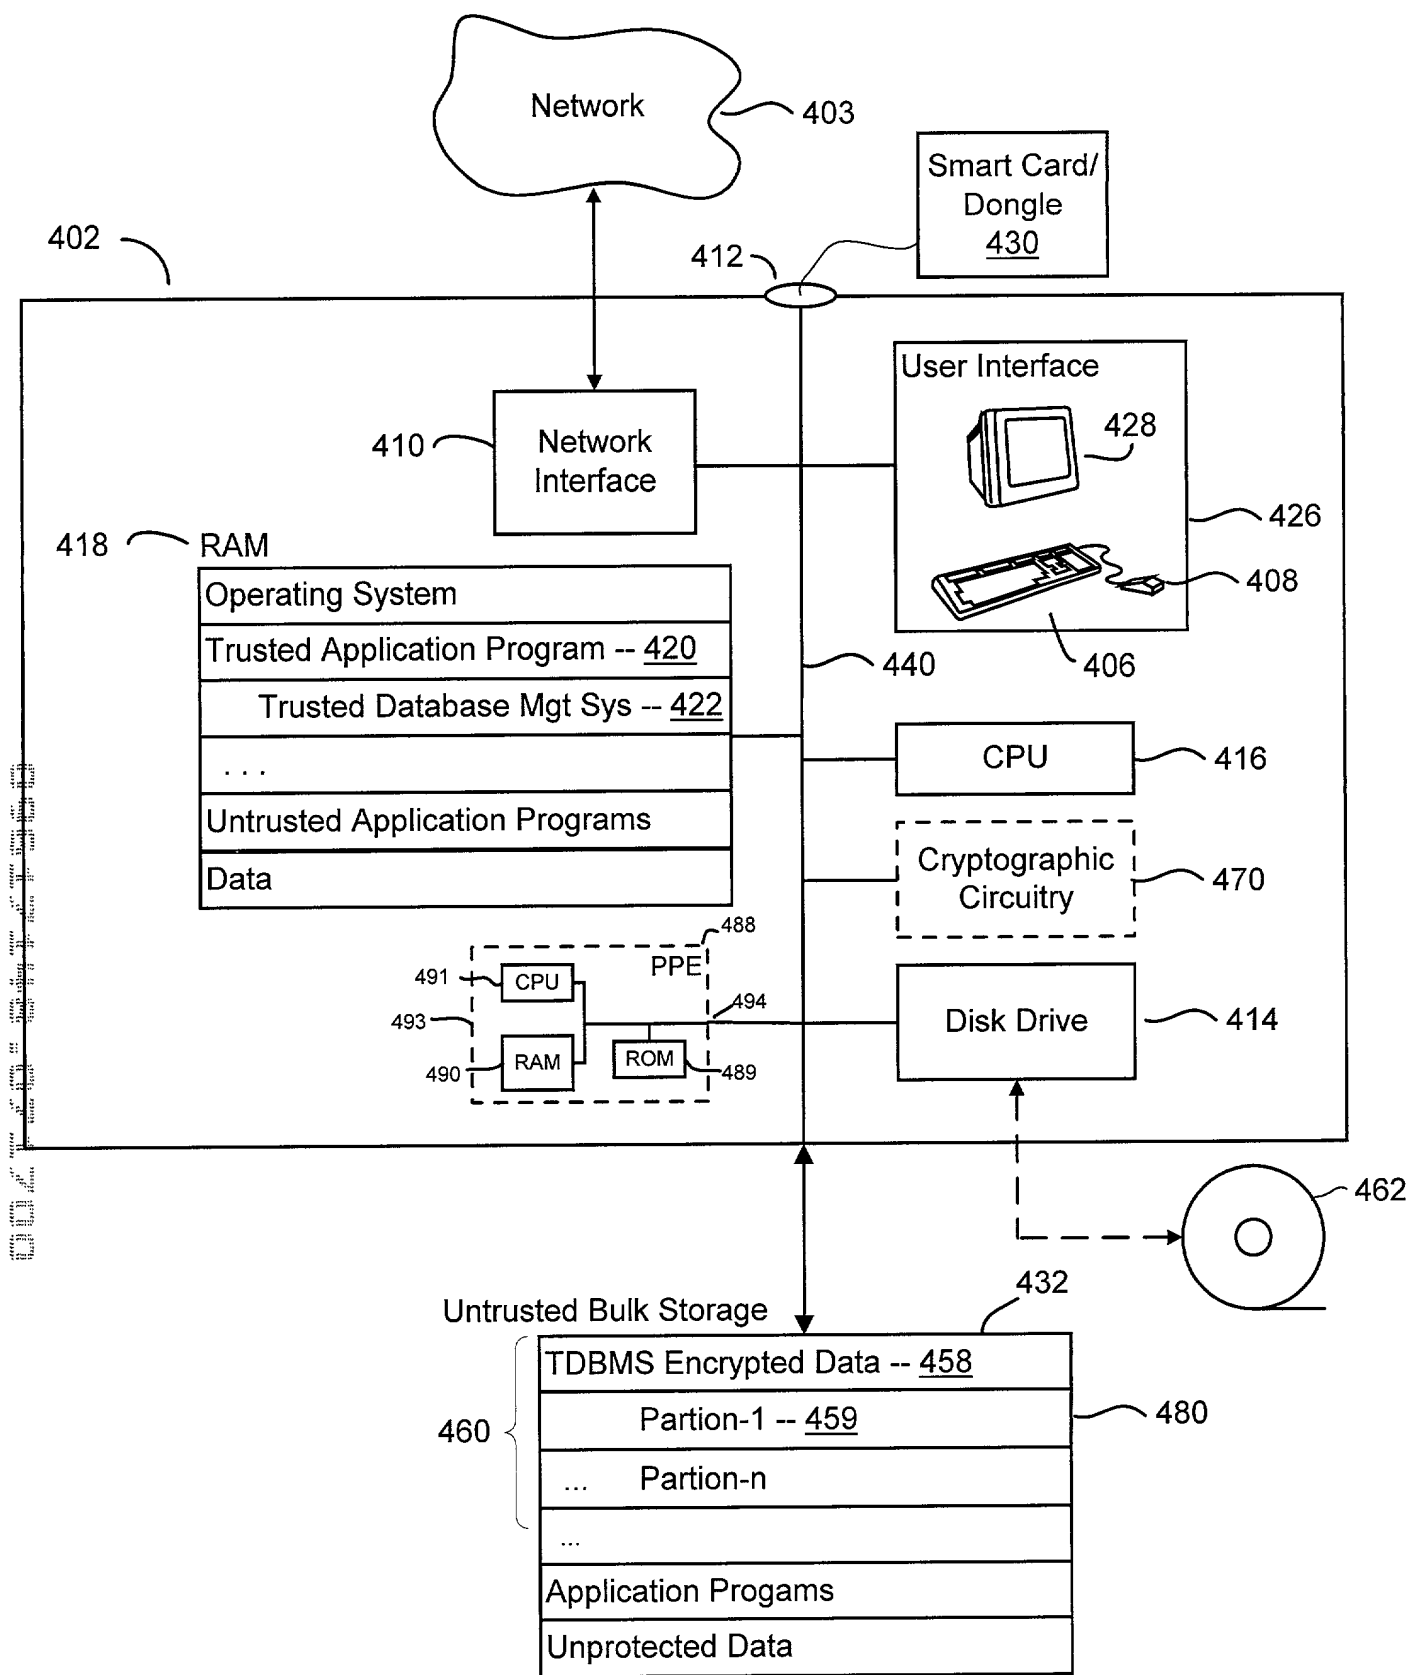 Network
403
Smart Card/
Dongle
430
402
412
User Interface
428
426
408
406
410
Network
Interface
418
RAM
Operating System
Trusted Application Program -- 420
Trusted Database Mgt Sys -- 422
. . .
Untrusted Application Programs
Data
440
CPU
416
Cryptographic
Circuitry
470
488
PPE
491
CPU
493
494
490
RAM
ROM
489
Disk Drive
414
462
432
Untrusted Bulk Storage
460
TDBMS Encrypted Data -- 458
Partion-1 -- 459
480
... Partion-n
...
Application Progams
Unprotected Data